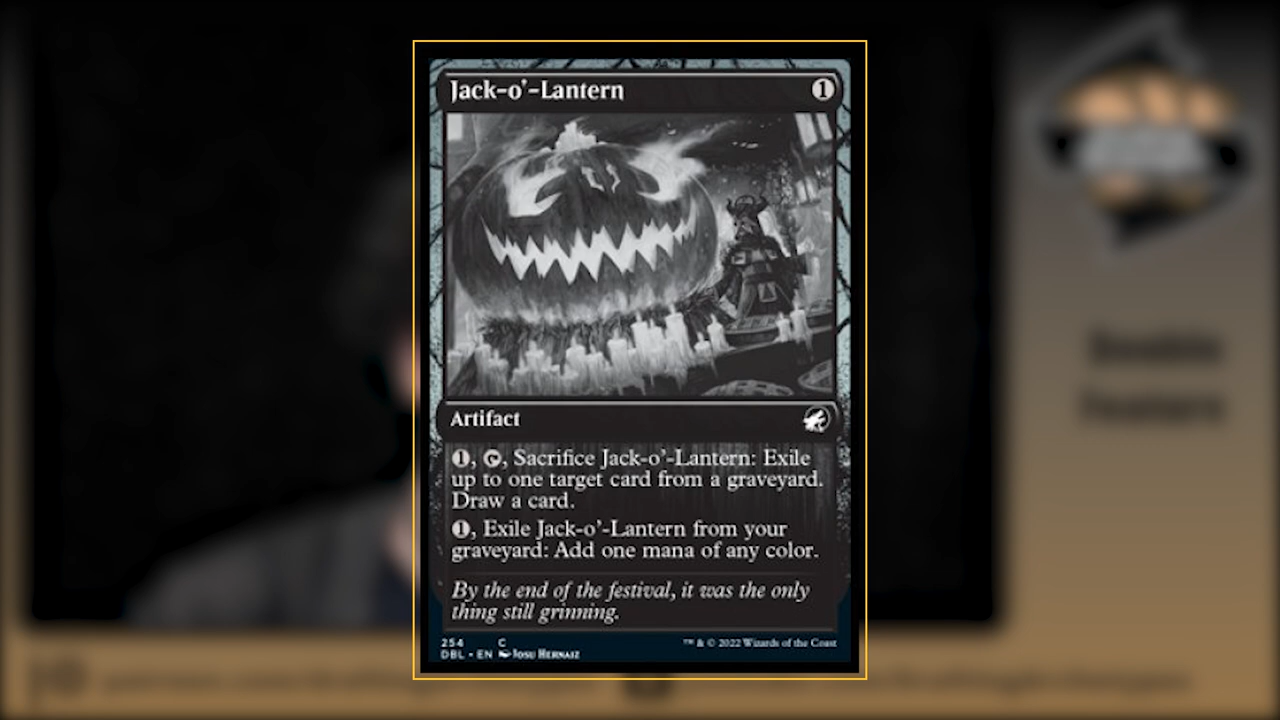 Jack-o'-Lantern 1
Artifact
1, , Sacrifice Jack-o'-Lantern: Exile
up to one target card from a graveyard.
Draw a card.
1, Exile Jack-o'-Lantern from your
graveyard: Add one mana of any color.
By the end of the festival, it was the only
thing still grinning.
254 C
DBL • EN Josu Hernaiz
™ & © 2022 Wizards of the Coast
Double
Feature